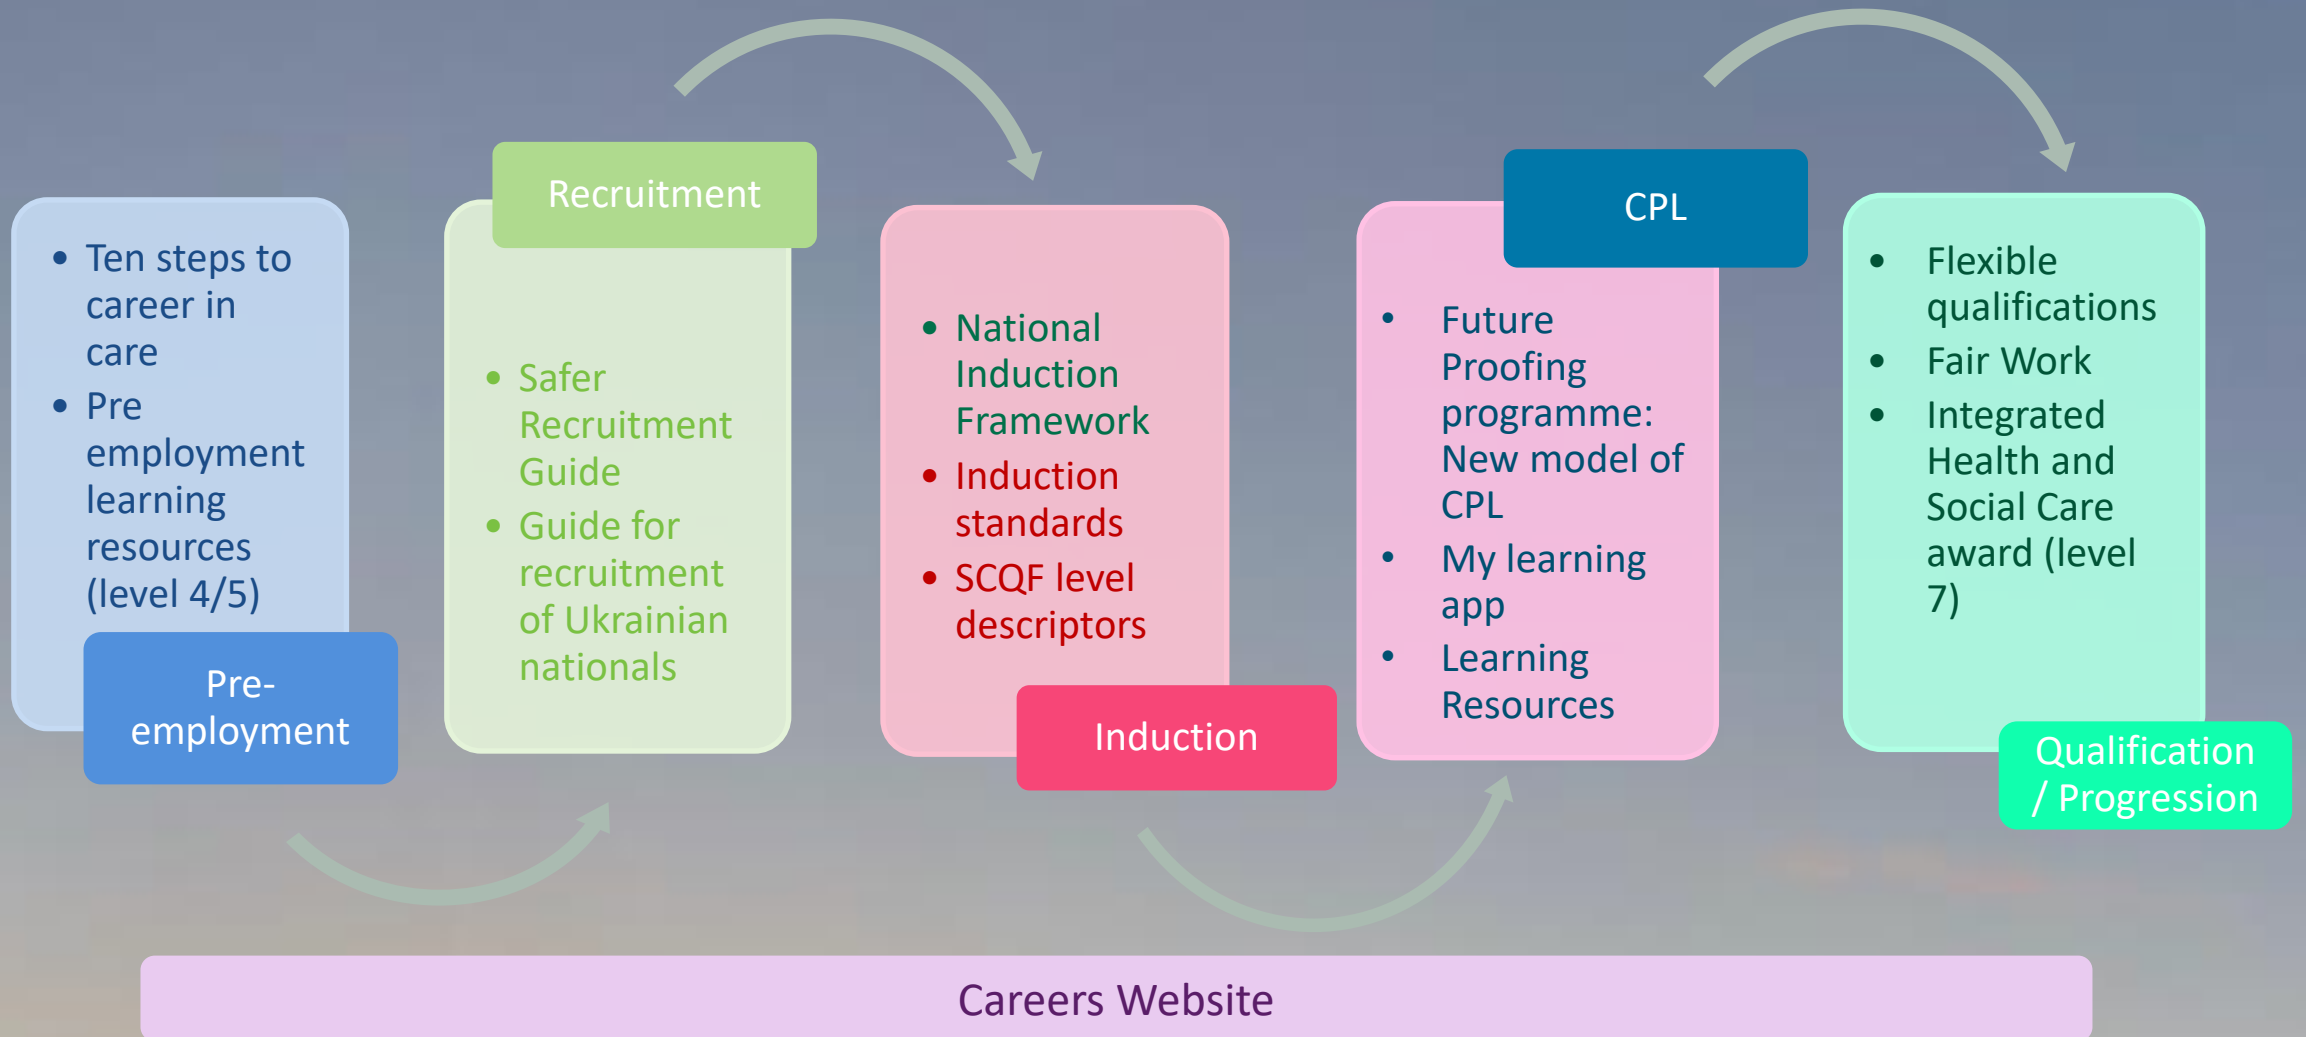 • Ten steps to
career in
care
• Pre
employment
learning
resources
(level 4/5)
Pre-
employment
Recruitment
• Safer
Recruitment
Guide
• Guide for
recruitment
of Ukrainian
nationals
• National
Induction
Framework
• Induction
standards
• SCQF level
descriptors
Induction
CPL
• Future
Proofing
programme:
New model of
CPL
• My learning
app
• Learning
Resources
• Flexible
qualifications
• Fair Work
• Integrated
Health and
Social Care
award (level
7)
Qualification
/ Progression
Careers Website